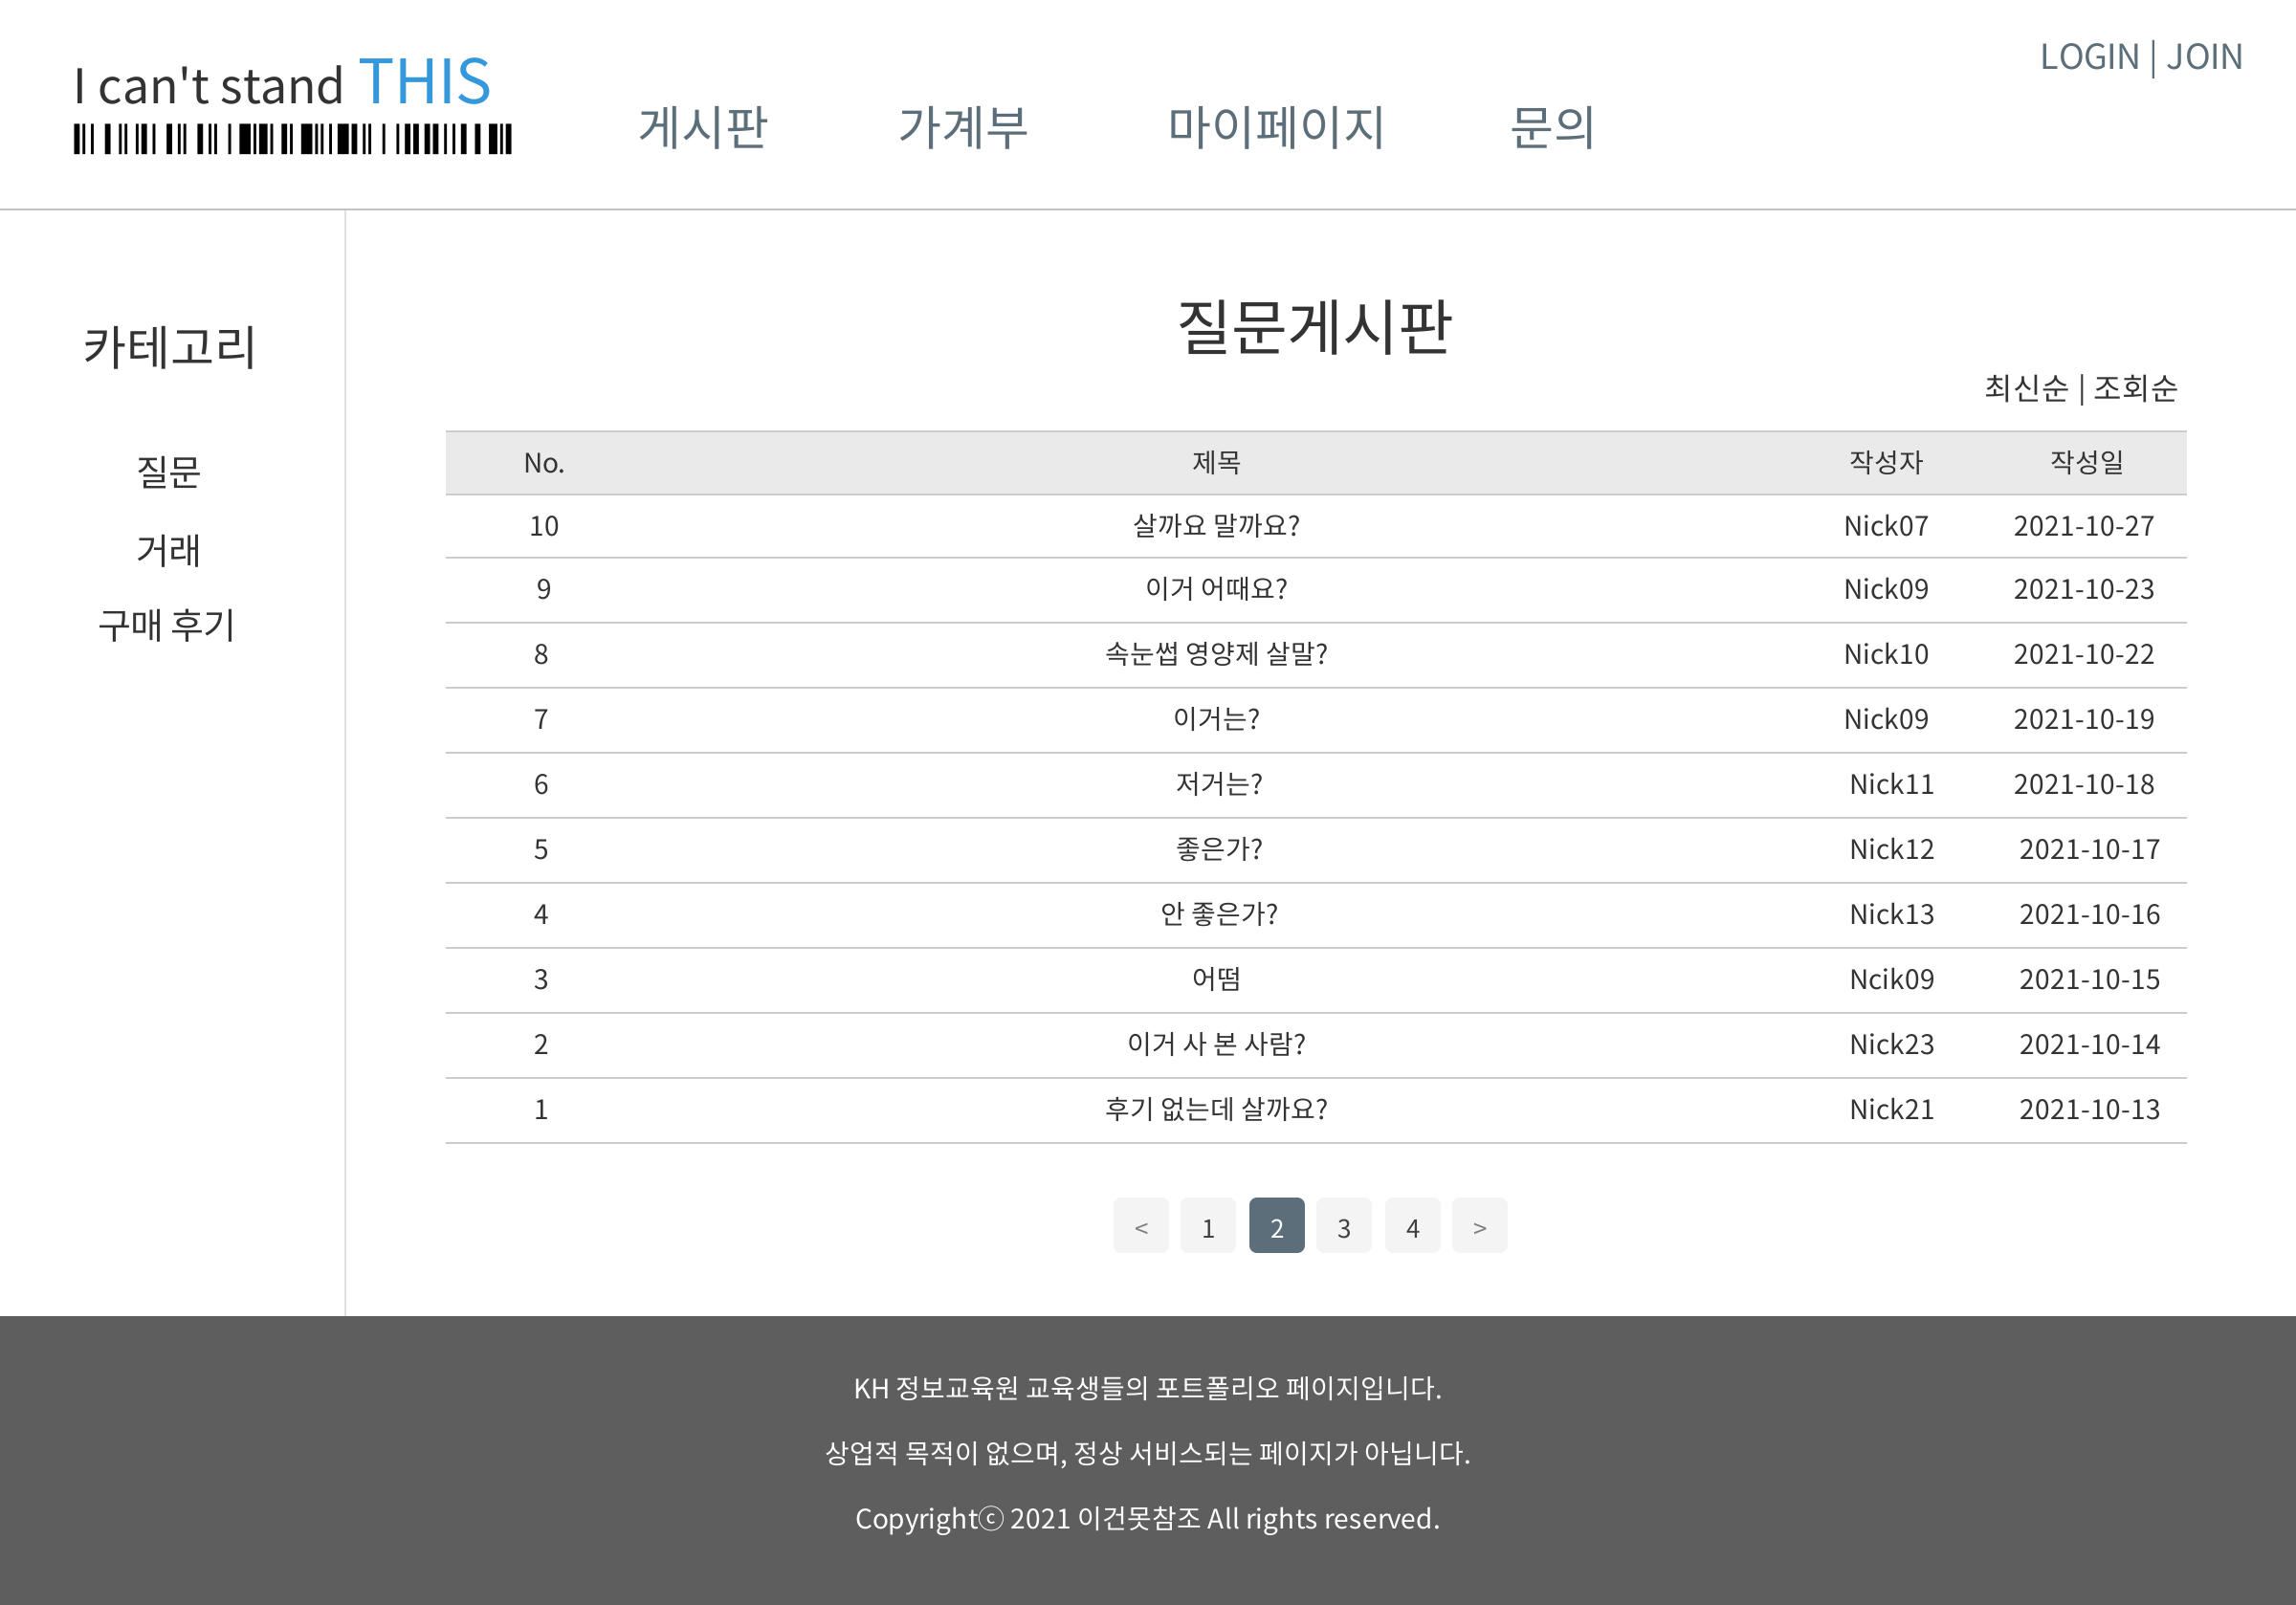 LOGIN | JOIN
I can't stand THIS
게시판 가계부 마이페이지 문의
카테고리
질문
거래
구매 후기
질문게시판
최신순 | 조회순
No. 제목 작성자 작성일
10 살까요 말까요? Nick07 2021-10-27
9 이거 어때요? Nick09 2021-10-23
8 속눈썹 영양제 살말? Nick10 2021-10-22
7 이거는? Nick09 2021-10-19
6 저거는? Nick11 2021-10-18
5 좋은가? Nick12 2021-10-17
4 안 좋은가? Nick13 2021-10-16
3 어떰 Ncik09 2021-10-15
2 이거 사 본 사람? Nick23 2021-10-14
1 후기 없는데 살까요? Nick21 2021-10-13
< 1 2 3 4 >
KH 정보교육원 교육생들의 포트폴리오 페이지입니다.
상업적 목적이 없으며, 정상 서비스되는 페이지가 아닙니다.
Copyrightⓒ 2021 이건못참조 All rights reserved.